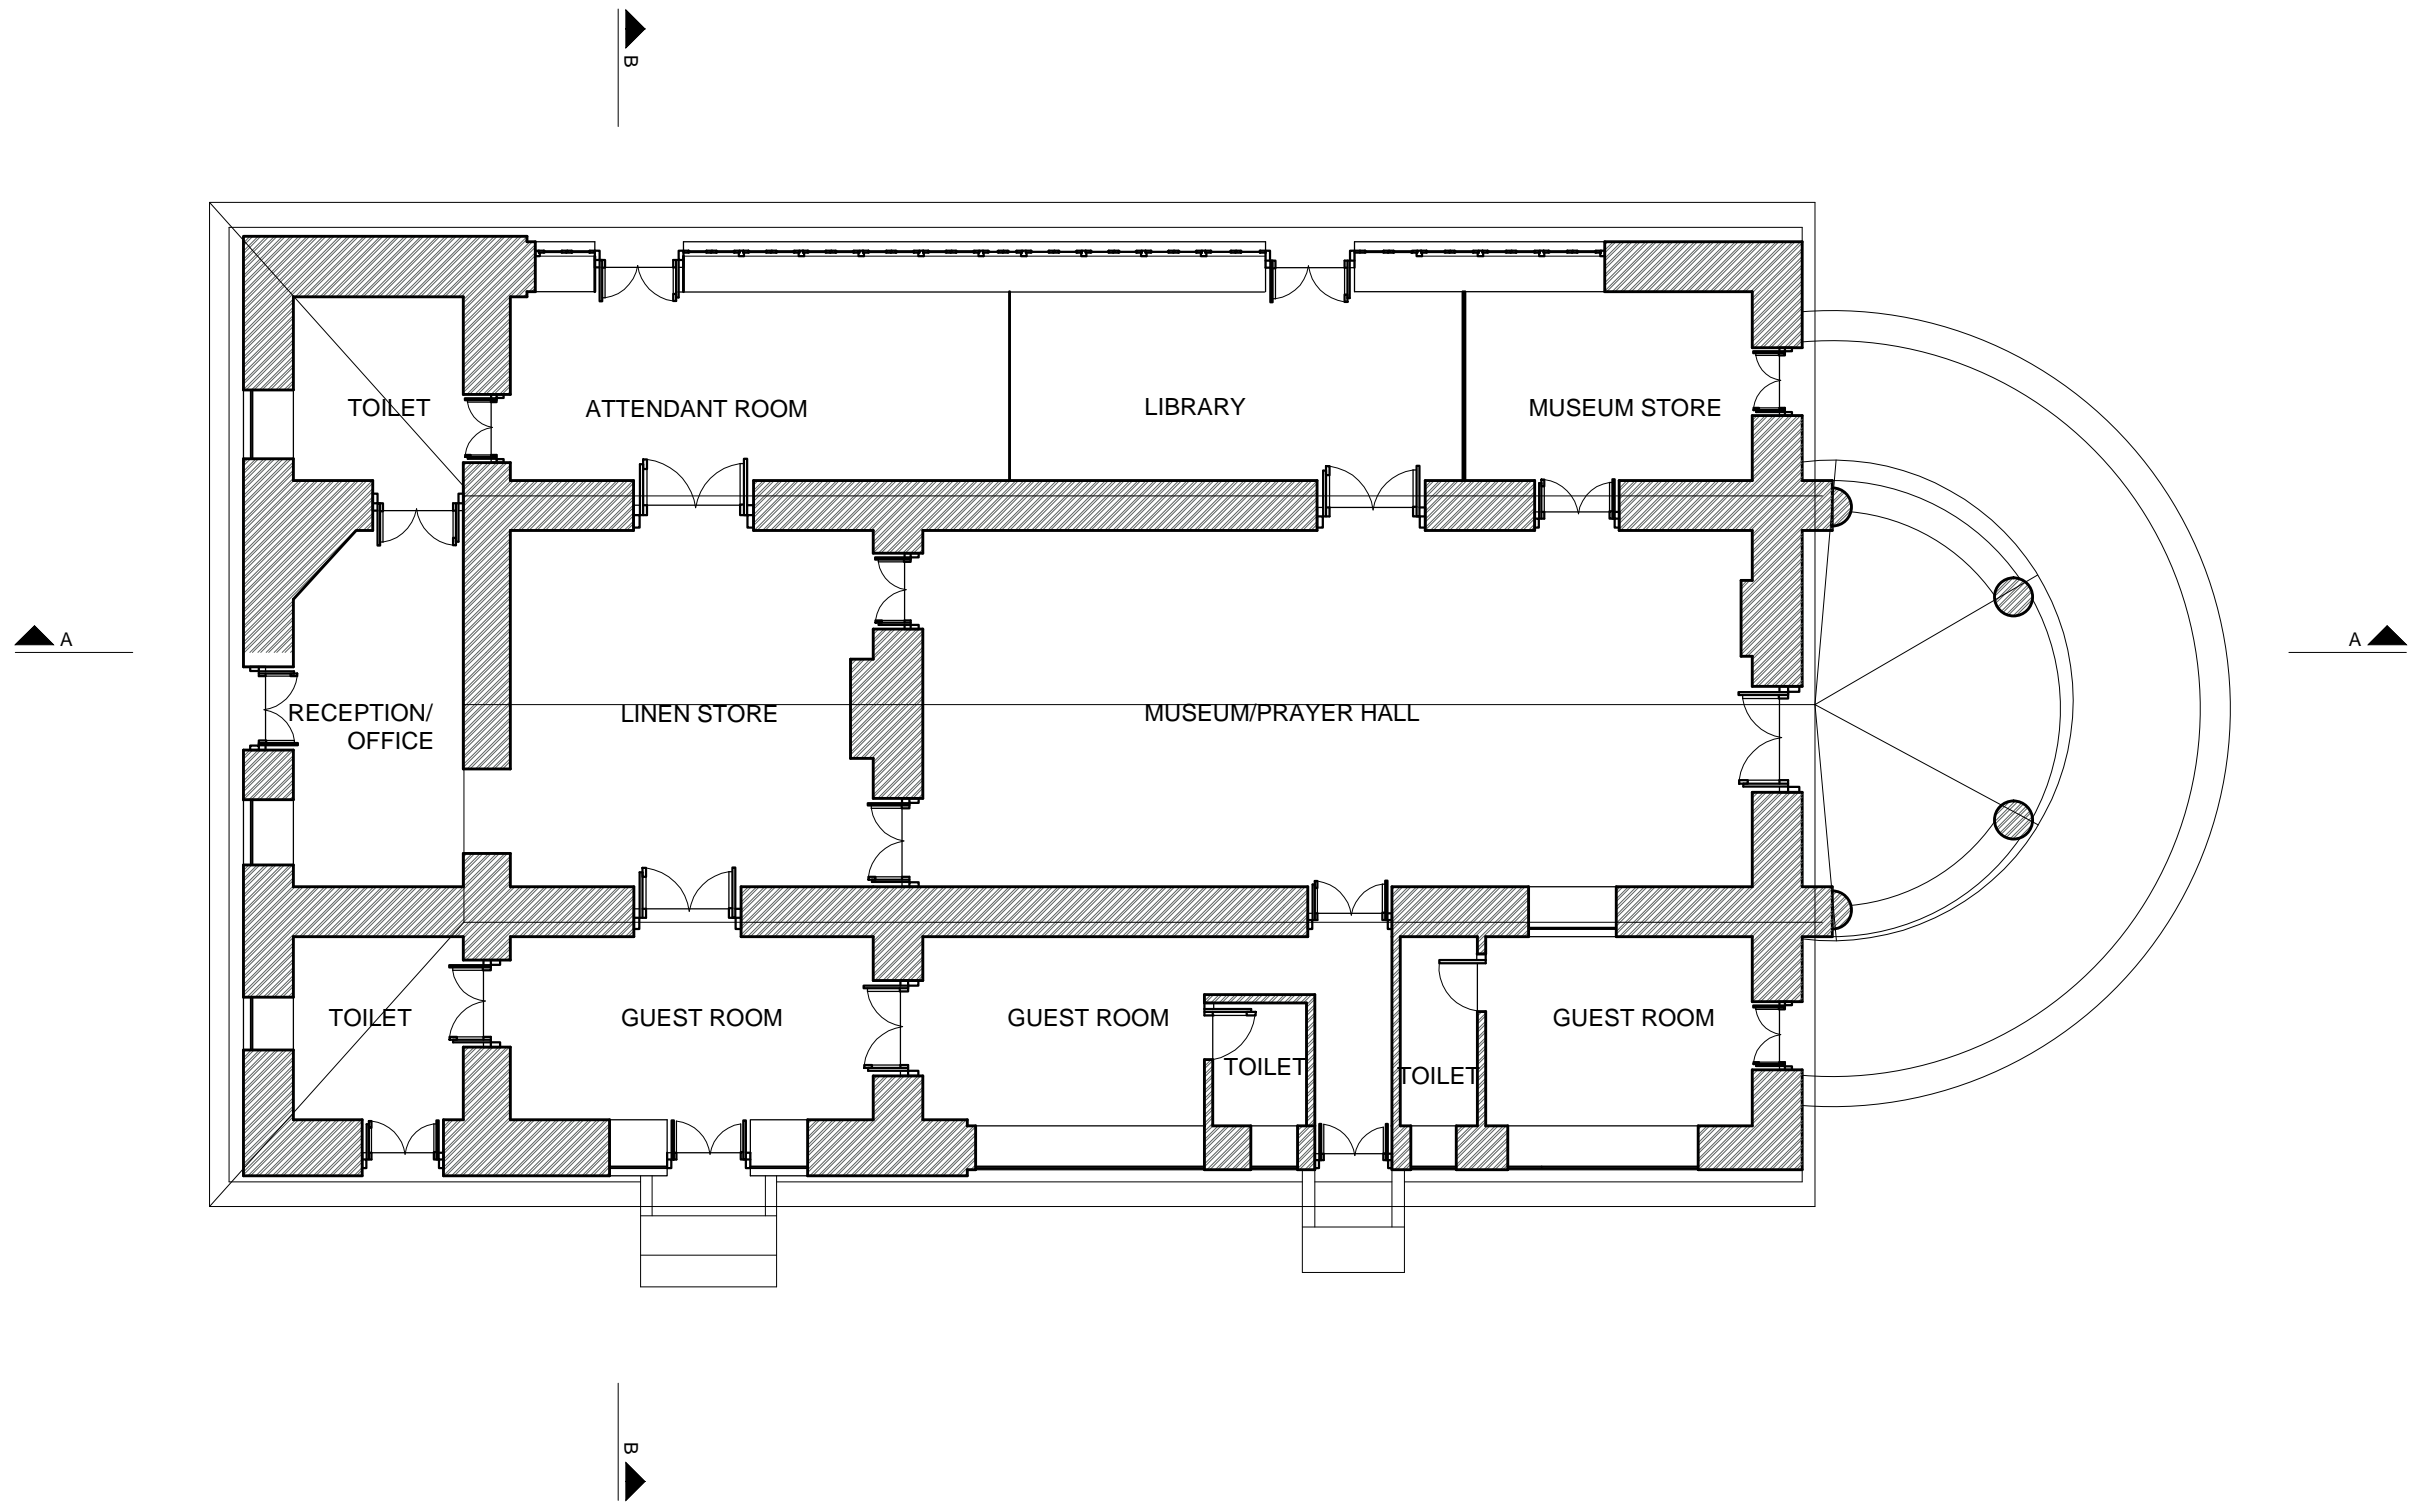 B
TOILET
ATTENDANT ROOM
LIBRARY
MUSEUM STORE
A
A
RECEPTION/
OFFICE
LINEN STORE
MUSEUM/PRAYER HALL
TOILET
GUEST ROOM
GUEST ROOM
TOILET
TOILET
GUEST ROOM
B